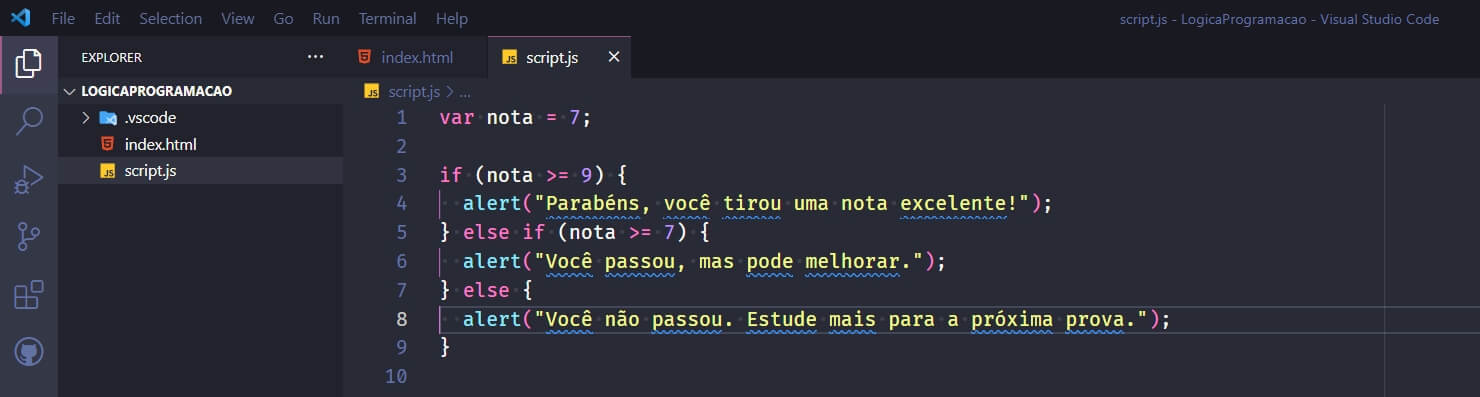 File Edit Selection View Go Run Terminal Help
script.js - LogicaProgramacao - Visual Studio Code
EXPLORER ···
index.html
JS script.js ×
LOGICAPROGRAMACAO
.vscode
index.html
JS script.js
JS script.js > ...
1 var nota = 7;
2
3 if (nota >= 9) {
4 alert("Parabéns, você tirou uma nota excelente!");
5 } else if (nota >= 7) {
6 alert("Você passou, mas pode melhorar.");
7 } else {
8 alert("Você não passou. Estude mais para a próxima prova.");
9 }
10